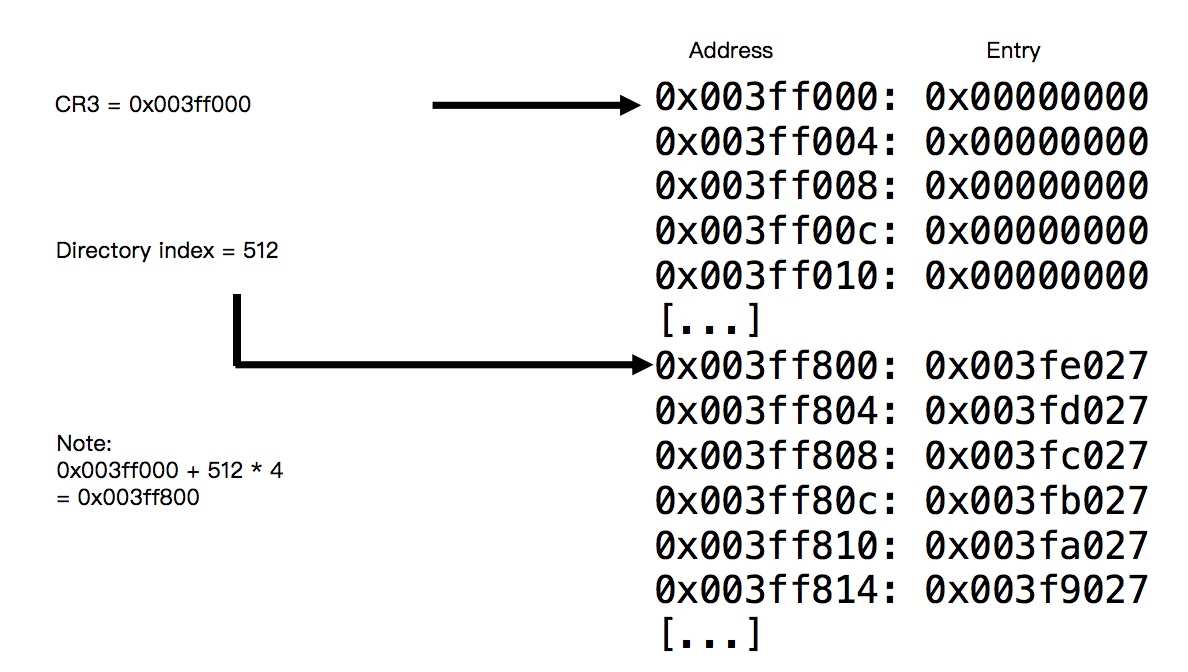 Address Entry
CR3 = 0x003ff000
0x003ff000: 0x00000000
0x003ff004: 0x00000000
0x003ff008: 0x00000000
0x003ff00c: 0x00000000
Directory index = 512
0x003ff010: 0x00000000
[...]
0x003ff800: 0x003fe027
0x003ff804: 0x003fd027
Note:
0x003ff000 + 512 * 4
= 0x003ff800
0x003ff808: 0x003fc027
0x003ff80c: 0x003fb027
0x003ff810: 0x003fa027
0x003ff814: 0x003f9027
[...]